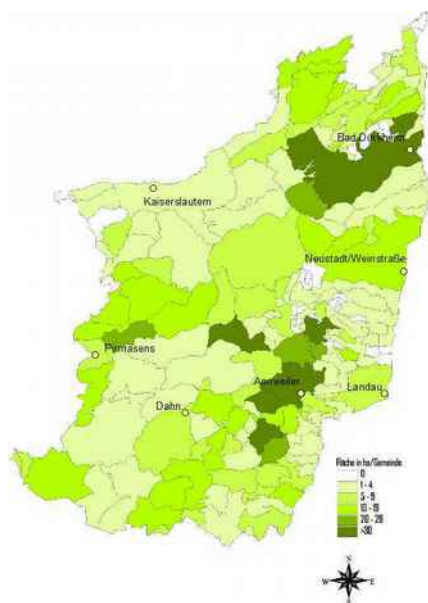 Bad Dürkheim
Kaiserslautern
Neustadt/Weinstraße
Pirmasens
Annweiler
Landau
Dahn
Fläche in ha/Gemeinde
0
1 - 4
5 - 9
10 - 19
20 - 29
>30
N
W
E
S